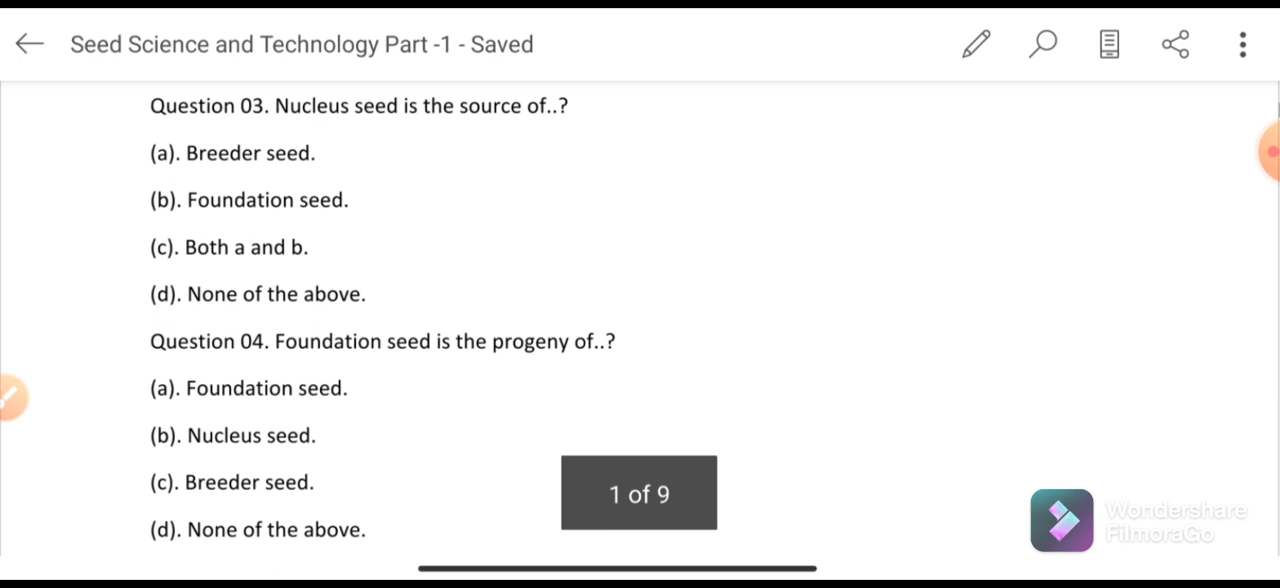 Seed Science and Technology Part -1 - Saved
Question 03. Nucleus seed is the source of..?
(a). Breeder seed.
(b). Foundation seed.
(c). Both a and b.
(d). None of the above.
Question 04. Foundation seed is the progeny of..?
(a). Foundation seed.
(b). Nucleus seed.
(c). Breeder seed.
(d). None of the above.
1 of 9
Wondershare
FilmoraGo